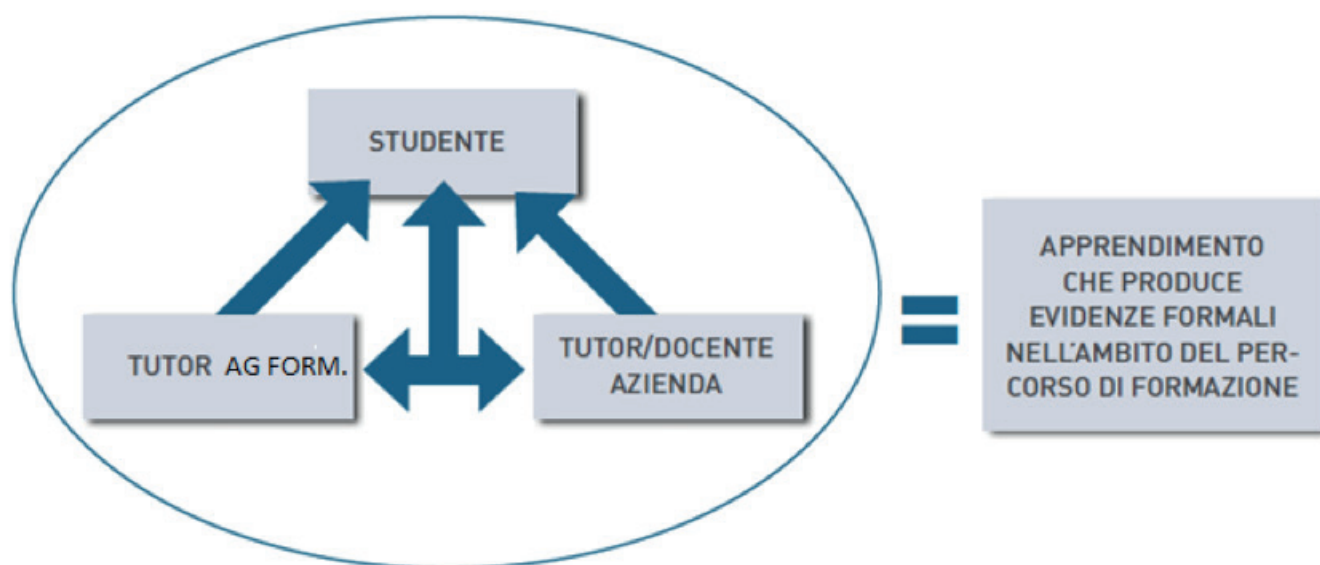 STUDENTE
TUTOR AG FORM.
TUTOR/DOCENTE
AZIENDA
=
APPRENDIMENTO
CHE PRODUCE
EVIDENZE FORMALI
NELL'AMBITO DEL PER-
CORSO DI FORMAZIONE